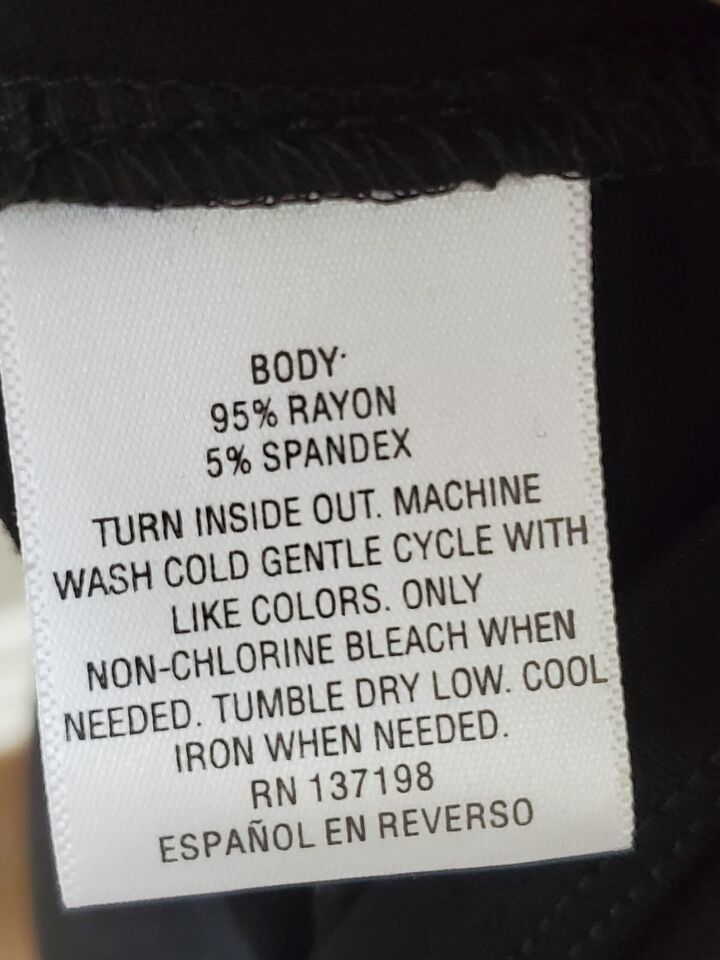 BODY:
95% RAYON
5% SPANDEX
TURN INSIDE OUT. MACHINE
WASH COLD GENTLE CYCLE WITH
LIKE COLORS. ONLY
NON-CHLORINE BLEACH WHEN
NEEDED. TUMBLE DRY LOW. COOL
IRON WHEN NEEDED.
RN 137198
ESPAÑOL EN REVERSO